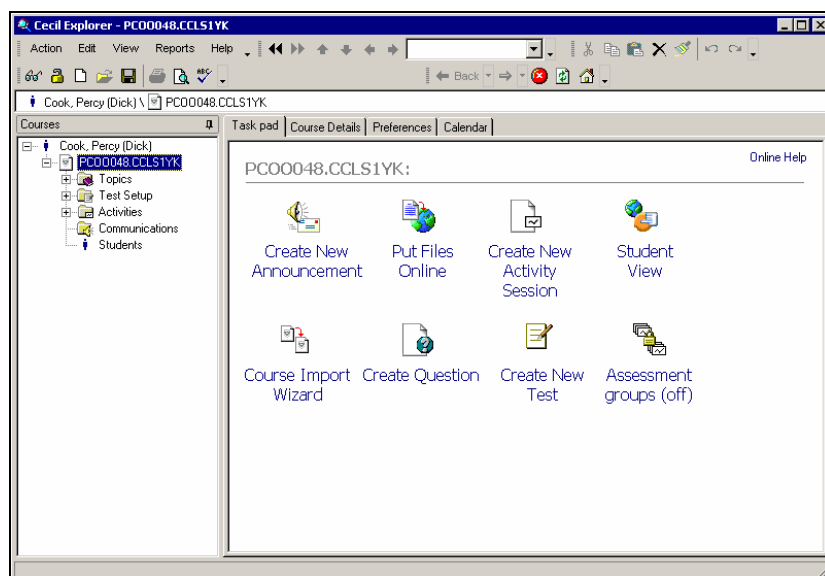 Cecil Explorer - PCO0048.CCLS1YK
Action Edit View Reports Help
Back
Cook, Percy (Dick) \ PCO0048.CCLS1YK
Courses
Task pad Course Details Preferences Calendar
Cook, Percy (Dick)
PCO0048.CCLS1YK
Topics
Test Setup
Activities
Communications
Students
PCO0048.CCLS1YK:
Online Help
Create New
Announcement
Put Files
Online
Create New
Activity
Session
Student
View
Course Import
Wizard
Create Question
Create New
Test
Assessment
groups (off)